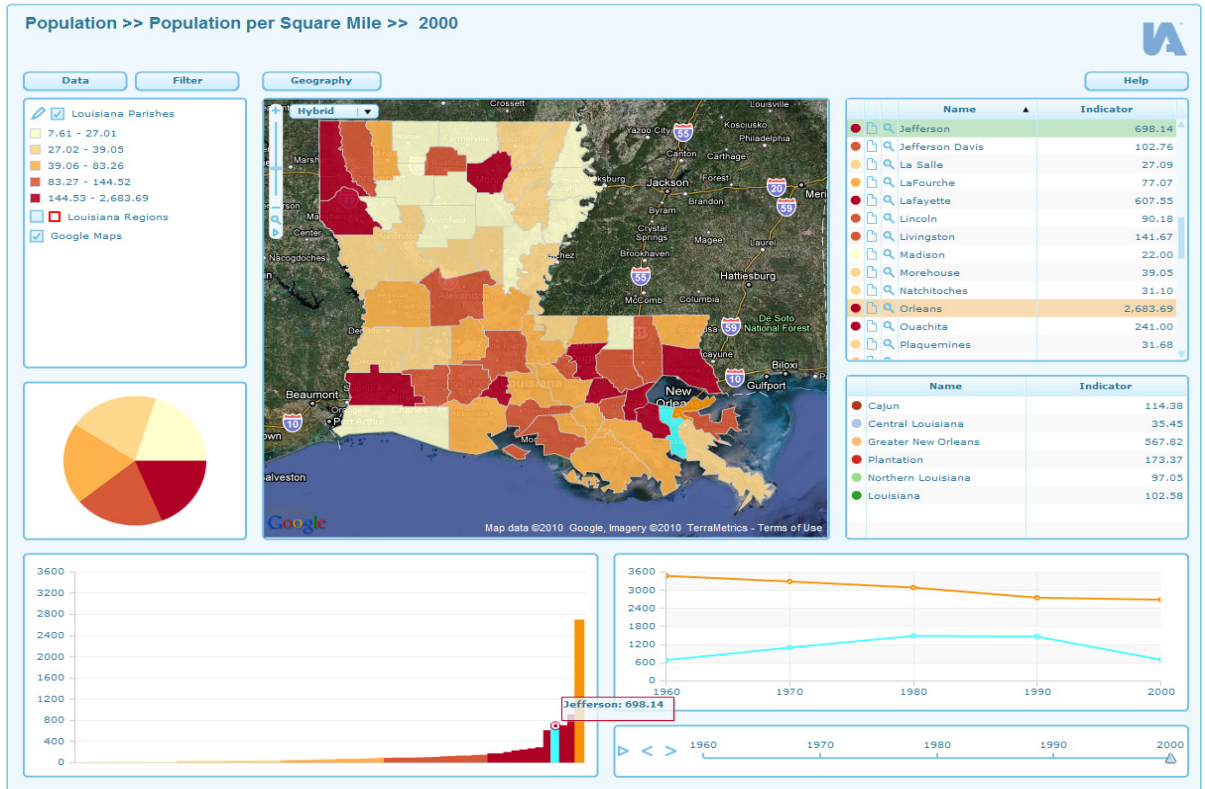 Population >> Population per Square Mile >> 2000
IA
Data
Filter
Geography
Help
Louisiana Parishes
7.61 - 27.01
27.02 - 39.05
39.06 - 83.26
83.27 - 144.52
144.53 - 2,683.69
Louisiana Regions
Google Maps
Hybrid
Crossett
Louisville
Yazoo City
55
Kosciusko
Philadelphia
Canton
Carthage
Jackson
Forest
20
Brandon
59
Byram
Crystal
Springs
Magee
Laurel
Center
Nacogdoches
Brookhaven
55
Hattiesburg
McComb
Columbia
De Soto
National Forest
59
Louisiana
Biloxi
10
Gulfport
New
Orlea
Beaumont
Port Arthur
10
Google
Map data ©2010 Google, Imagery ©2010 TerraMetrics - Terms of Use
Name Indicator
Jefferson 698.14
Jefferson Davis 102.76
La Salle 27.09
LaFourche 77.07
Lafayette 607.55
Lincoln 90.18
Livingston 141.67
Madison 22.00
Morehouse 39.05
Natchitoches 31.10
Orleans 2,683.69
Ouachita 241.00
Plaquemines 31.68
Name Indicator
Cajun 114.38
Central Louisiana 35.45
Greater New Orleans 567.82
Plantation 173.37
Northern Louisiana 97.05
Louisiana 102.58
3600
3200
2800
2400
2000
1600
1200
800
400
0
Jefferson: 698.14
3600
3000
2400
1800
1200
600
0
1960 1970 1980 1990 2000
< >
1960 1970 1980 1990 2000